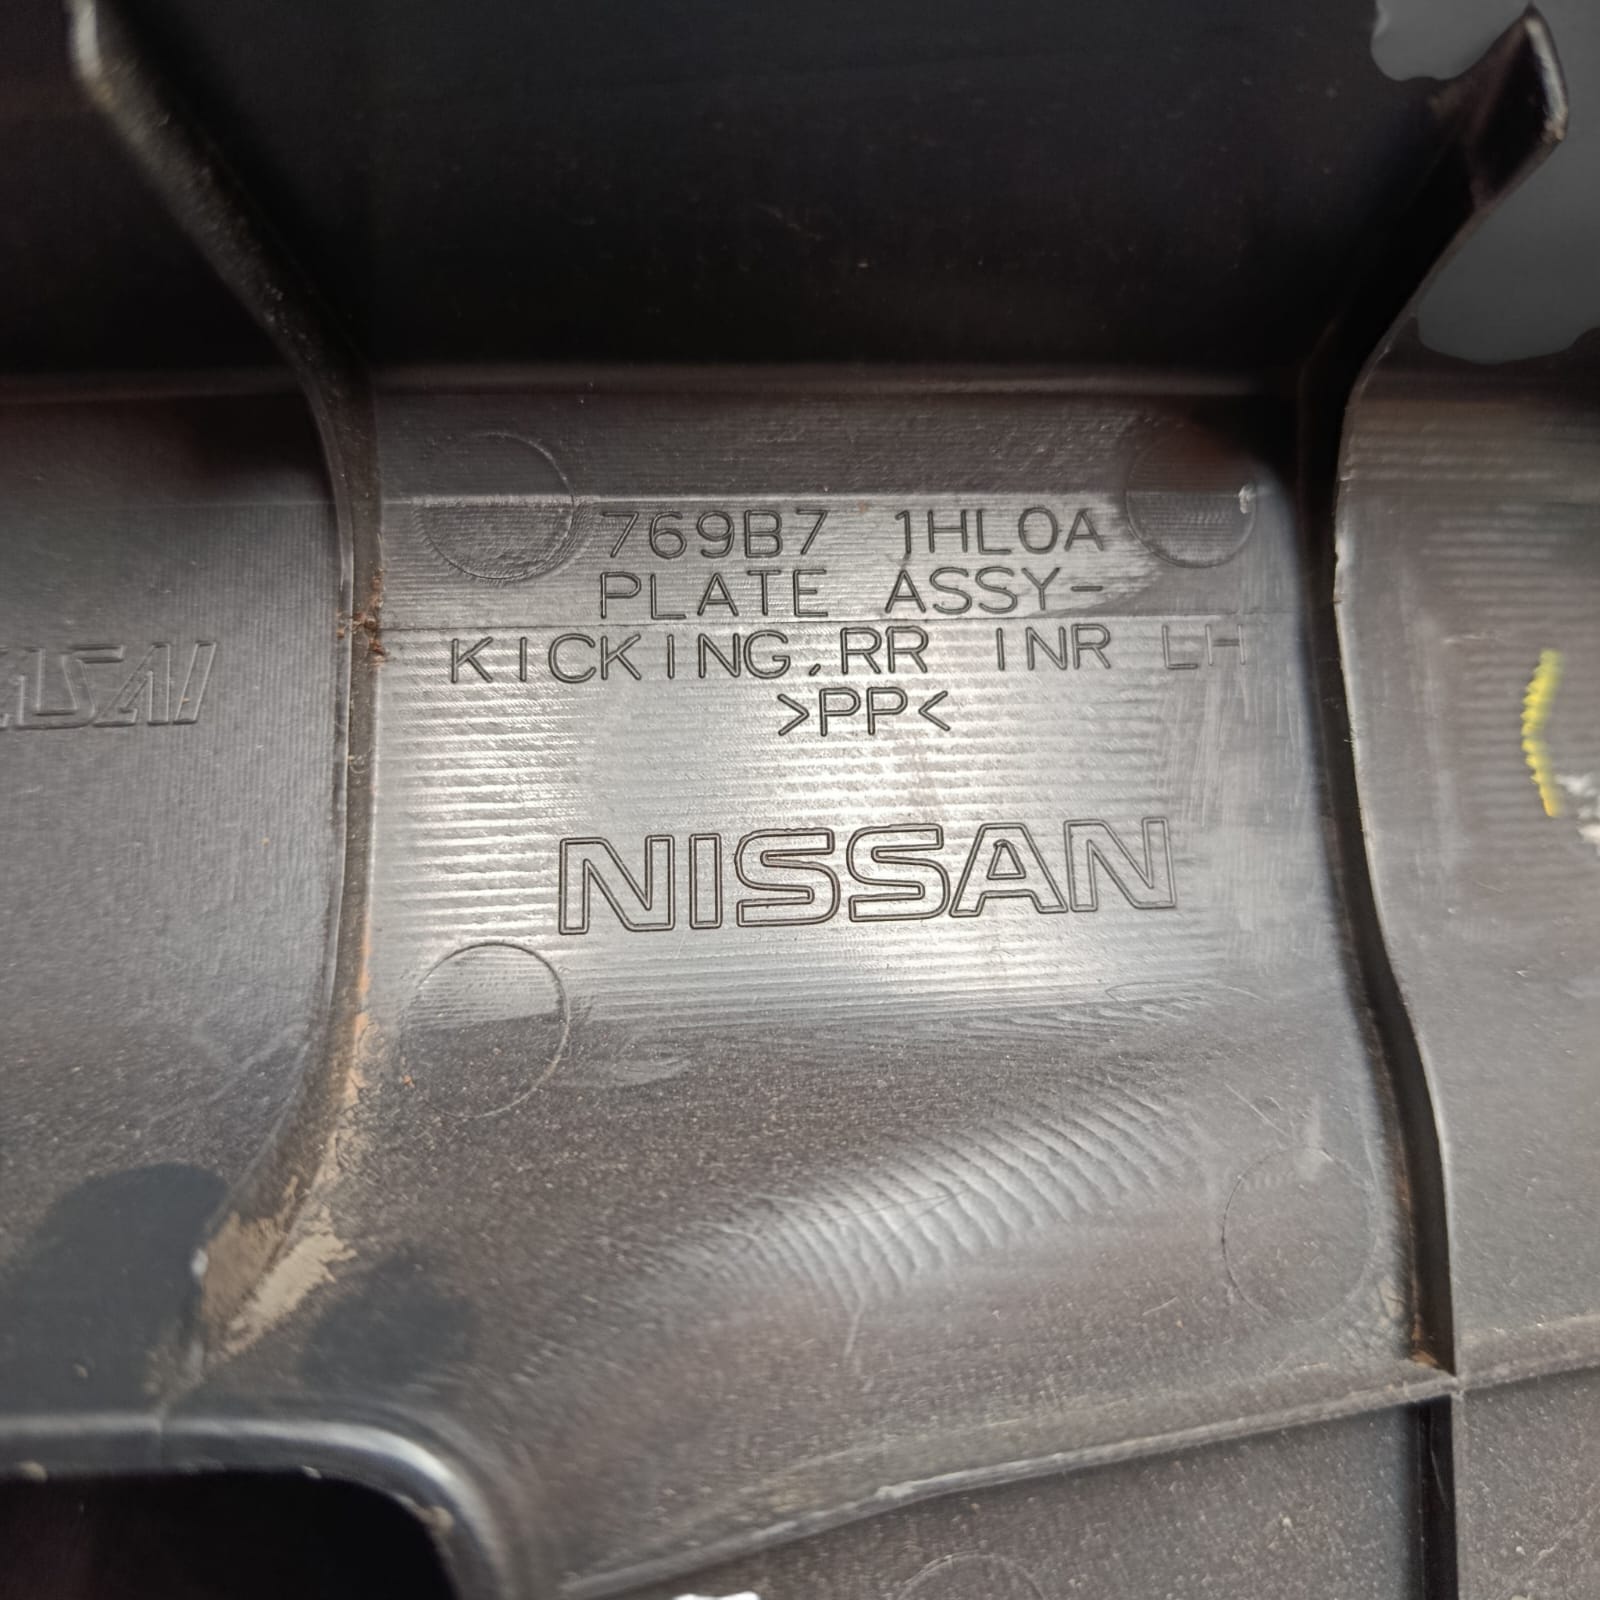 769B7 1HL0A
PLATE ASSY-
KICKING,RR INR LH
>PP<
NISSAN